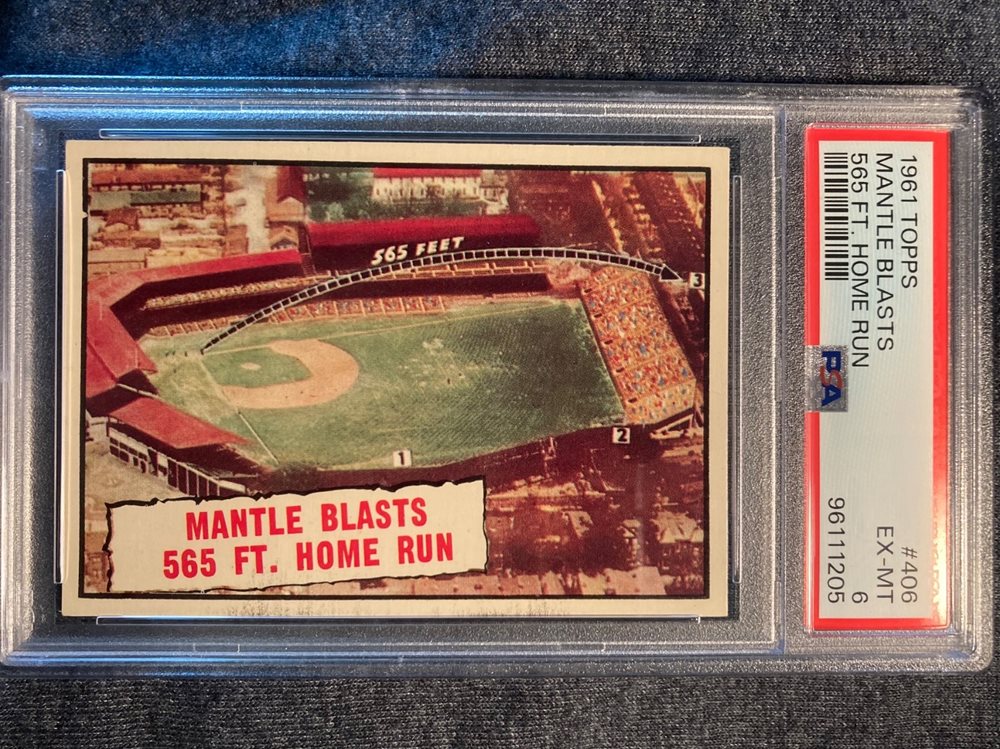 565 FEET
3
2
1
MANTLE BLASTS
565 FT. HOME RUN
1961 TOPPS #406
MANTLE BLASTS EX-MT
565 FT. HOME RUN 6
PSA 96111205